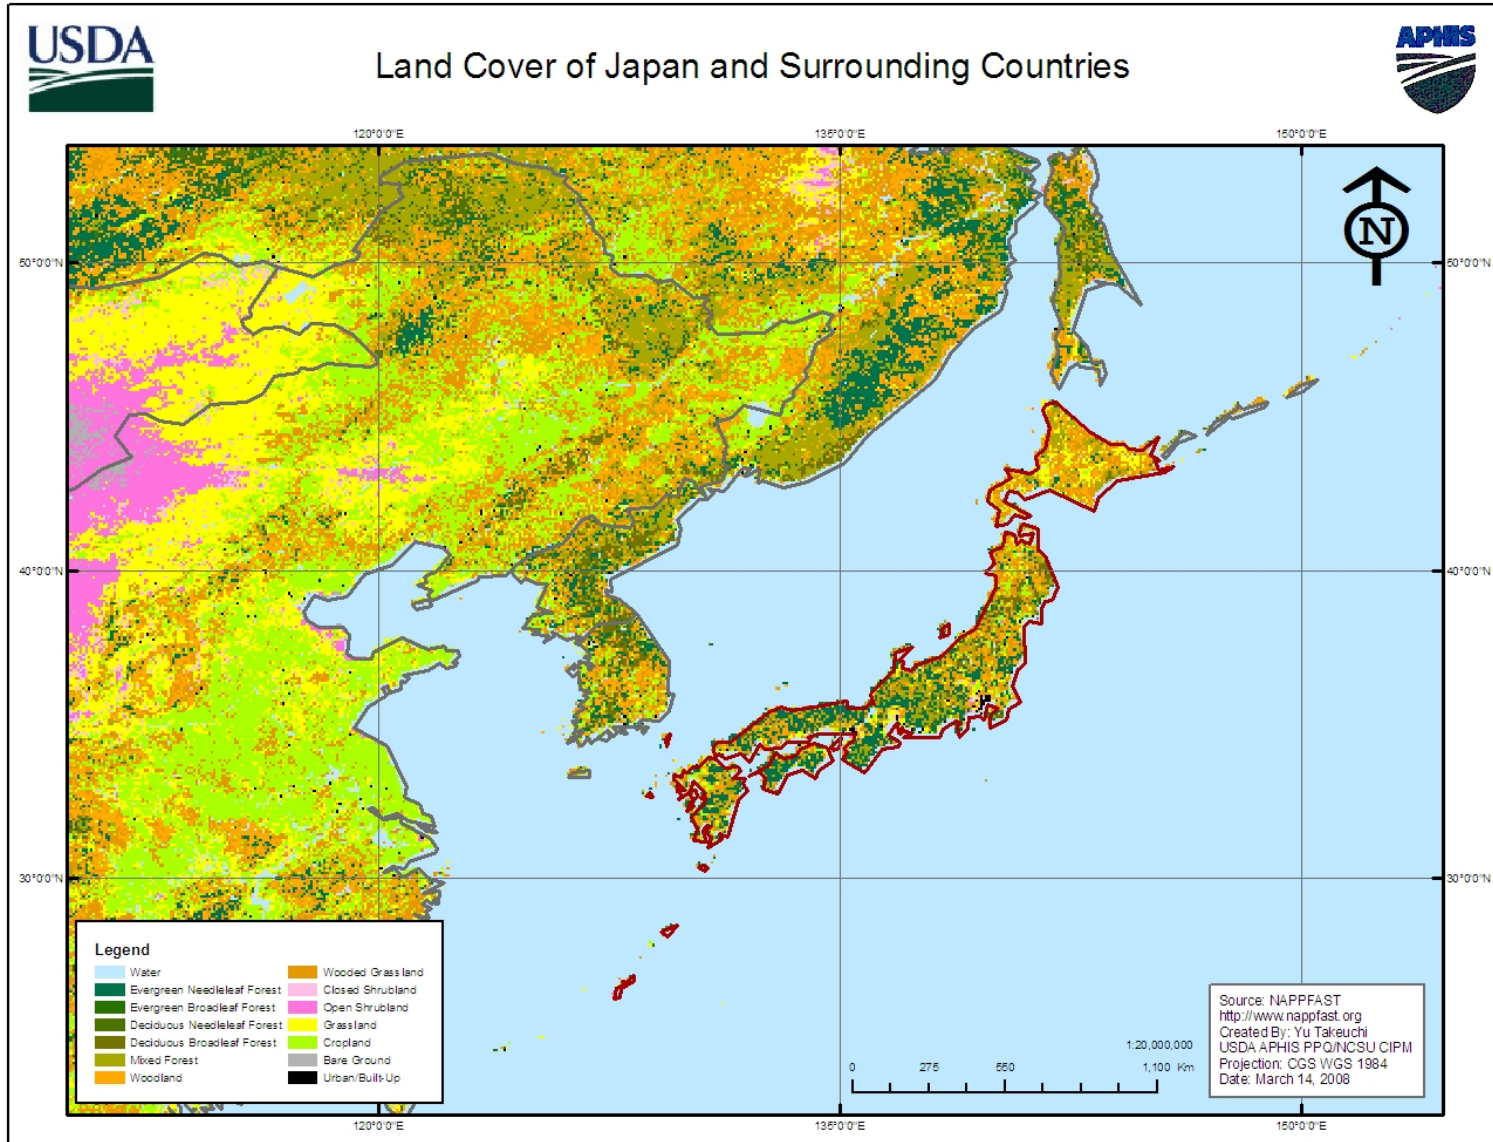 USDA
Land Cover of Japan and Surrounding Countries
APHIS
120°0'0"E
135°0'0"E
150°0'0"E
N
50°0'0"N
50°0'0"N
40°0'0"N
40°0'0"N
30°0'0"N
30°0'0"N
Legend
Water
Evergreen Needleleaf Forest
Evergreen Broadleaf Forest
Deciduous Needleleaf Forest
Deciduous Broadleaf Forest
Mixed Forest
Woodland
Wooded Grassland
Closed Shrubland
Open Shrubland
Grassland
Cropland
Bare Ground
Urban/Built-Up
1:20,000,000
0 275 550 1,100 Km
Source: NAPPFAST
http://www.nappfast.org
Created By: Yu Takeuchi
USDA APHIS PPQ/NCSU CIPM
Projection: CGS WGS 1984
Date: March 14, 2008
120°0'0"E
135°0'0"E
150°0'0"E